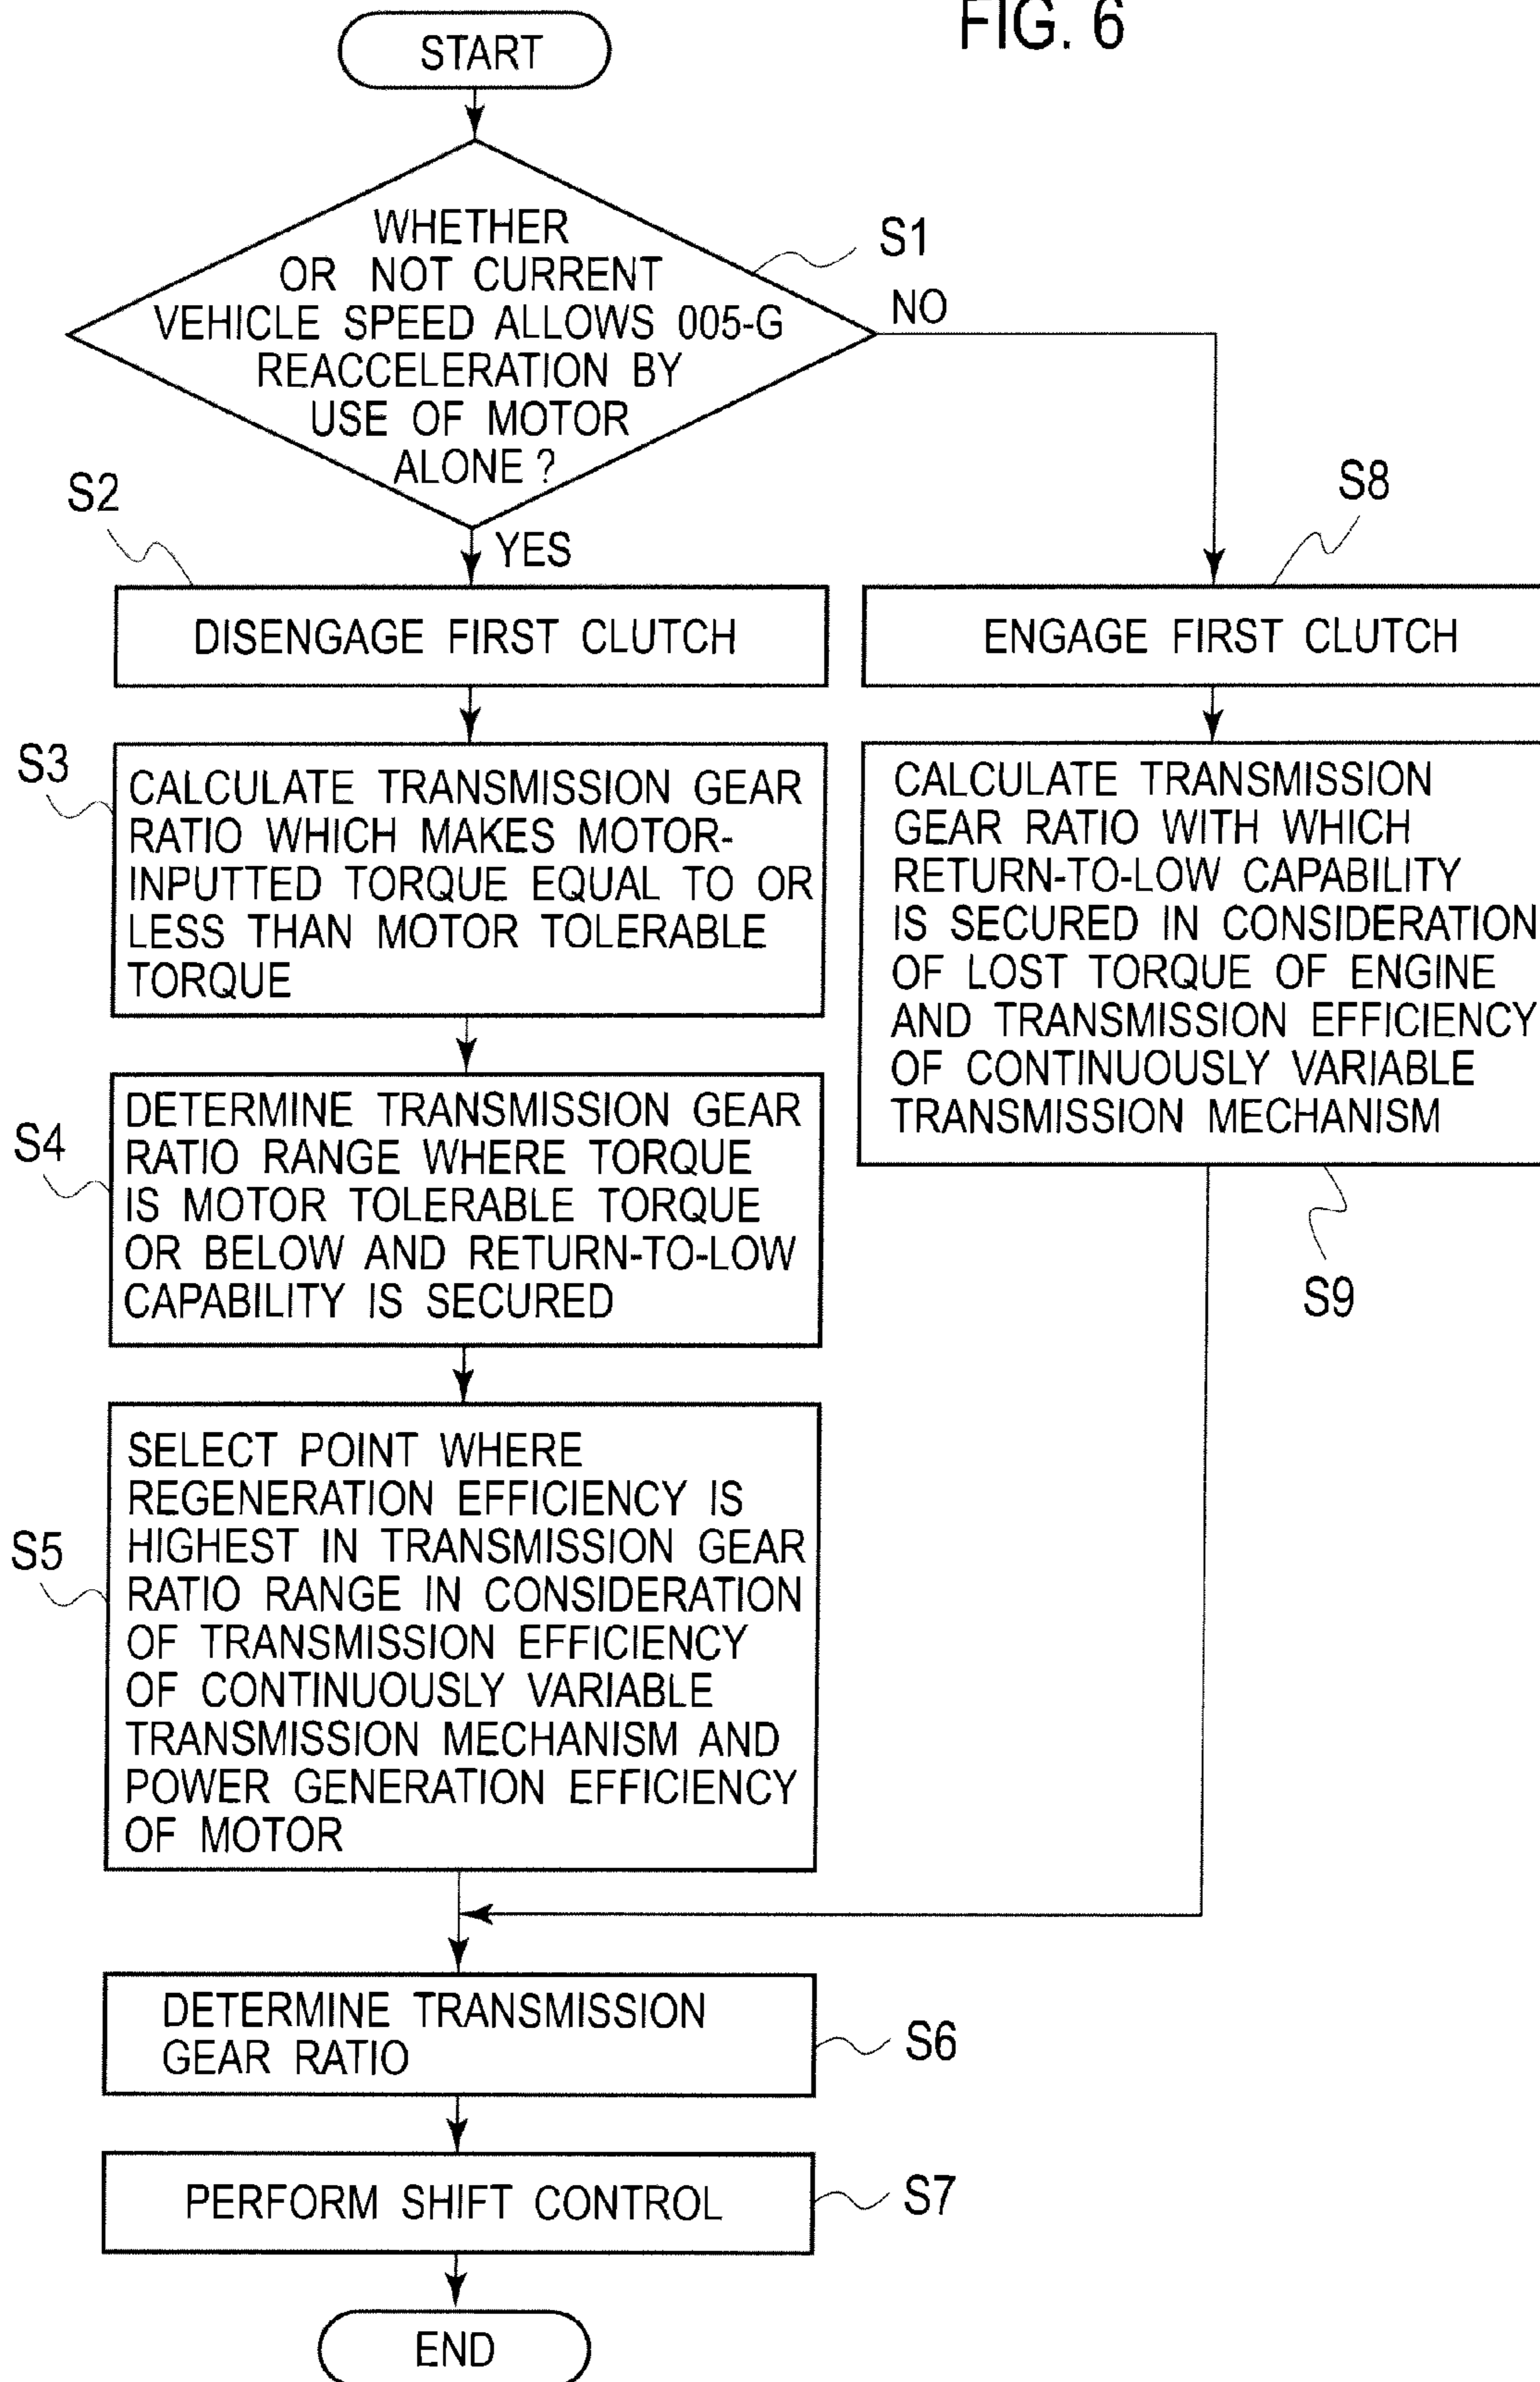 FIG. 6
START
WHETHER
OR NOT CURRENT
VEHICLE SPEED ALLOWS 005-G
REACCELERATION BY
USE OF MOTOR
ALONE ?
S1
NO
YES
S2
DISENGAGE FIRST CLUTCH
S8
ENGAGE FIRST CLUTCH
S3
CALCULATE TRANSMISSION GEAR
RATIO WHICH MAKES MOTOR-
INPUTTED TORQUE EQUAL TO OR
LESS THAN MOTOR TOLERABLE
TORQUE
CALCULATE TRANSMISSION
GEAR RATIO WITH WHICH
RETURN-TO-LOW CAPABILITY
IS SECURED IN CONSIDERATION
OF LOST TORQUE OF ENGINE
AND TRANSMISSION EFFICIENCY
OF CONTINUOUSLY VARIABLE
TRANSMISSION MECHANISM
S9
S4
DETERMINE TRANSMISSION GEAR
RATIO RANGE WHERE TORQUE
IS MOTOR TOLERABLE TORQUE
OR BELOW AND RETURN-TO-LOW
CAPABILITY IS SECURED
S5
SELECT POINT WHERE
REGENERATION EFFICIENCY IS
HIGHEST IN TRANSMISSION GEAR
RATIO RANGE IN CONSIDERATION
OF TRANSMISSION EFFICIENCY
OF CONTINUOUSLY VARIABLE
TRANSMISSION MECHANISM AND
POWER GENERATION EFFICIENCY
OF MOTOR
DETERMINE TRANSMISSION
GEAR RATIO
S6
PERFORM SHIFT CONTROL
S7
END